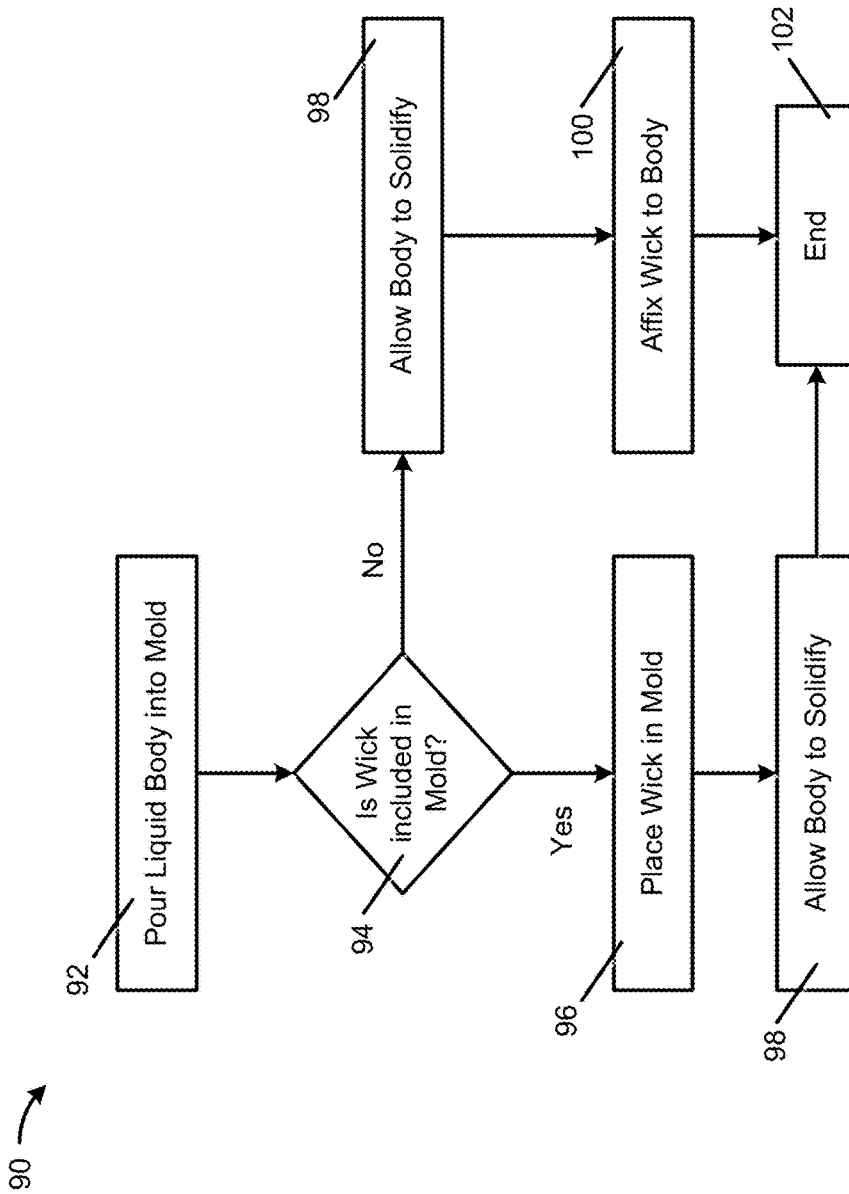 90
92
Pour Liquid Body into Mold
94
Is Wick
included in
Mold?
No
98
Allow Body to Solidify
Yes
96
Place Wick in Mold
100
Affix Wick to Body
98
Allow Body to Solidify
102
End